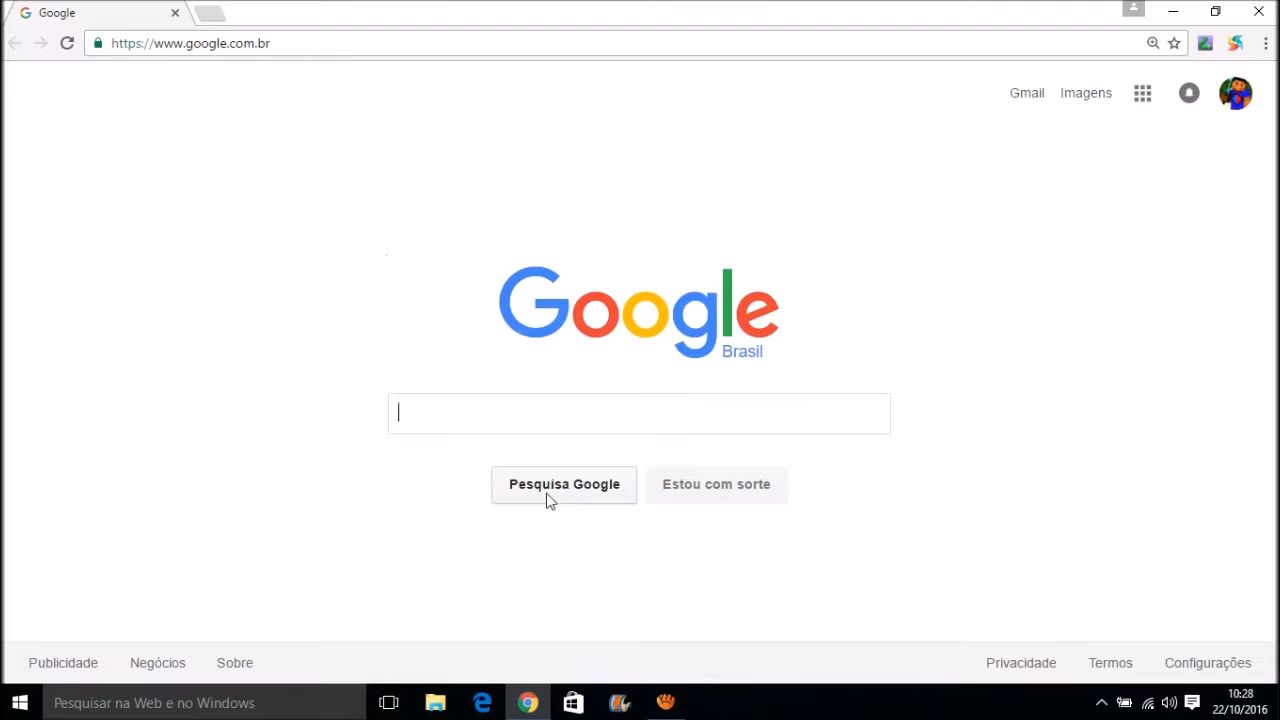 Google
https://www.google.com.br
Gmail Imagens
Google
Brasil
Pesquisa Google Estou com sorte
Publicidade Negócios Sobre Privacidade Termos Configurações
Pesquisar na Web e no Windows
10:28
22/10/2016